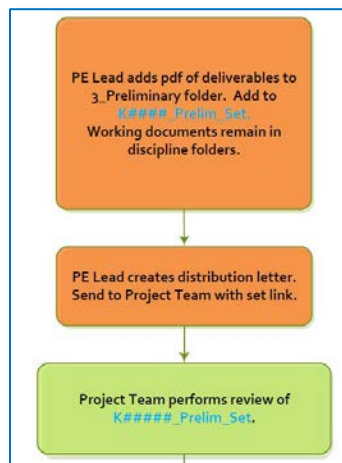 PE Lead adds pdf of deliverables to
3_Preliminary folder. Add to
K####_Prelim_Set.
Working documents remain in
discipline folders.
PE Lead creates distribution letter.
Send to Project Team with set link.
Project Team performs review of
K#####_Prelim_Set.